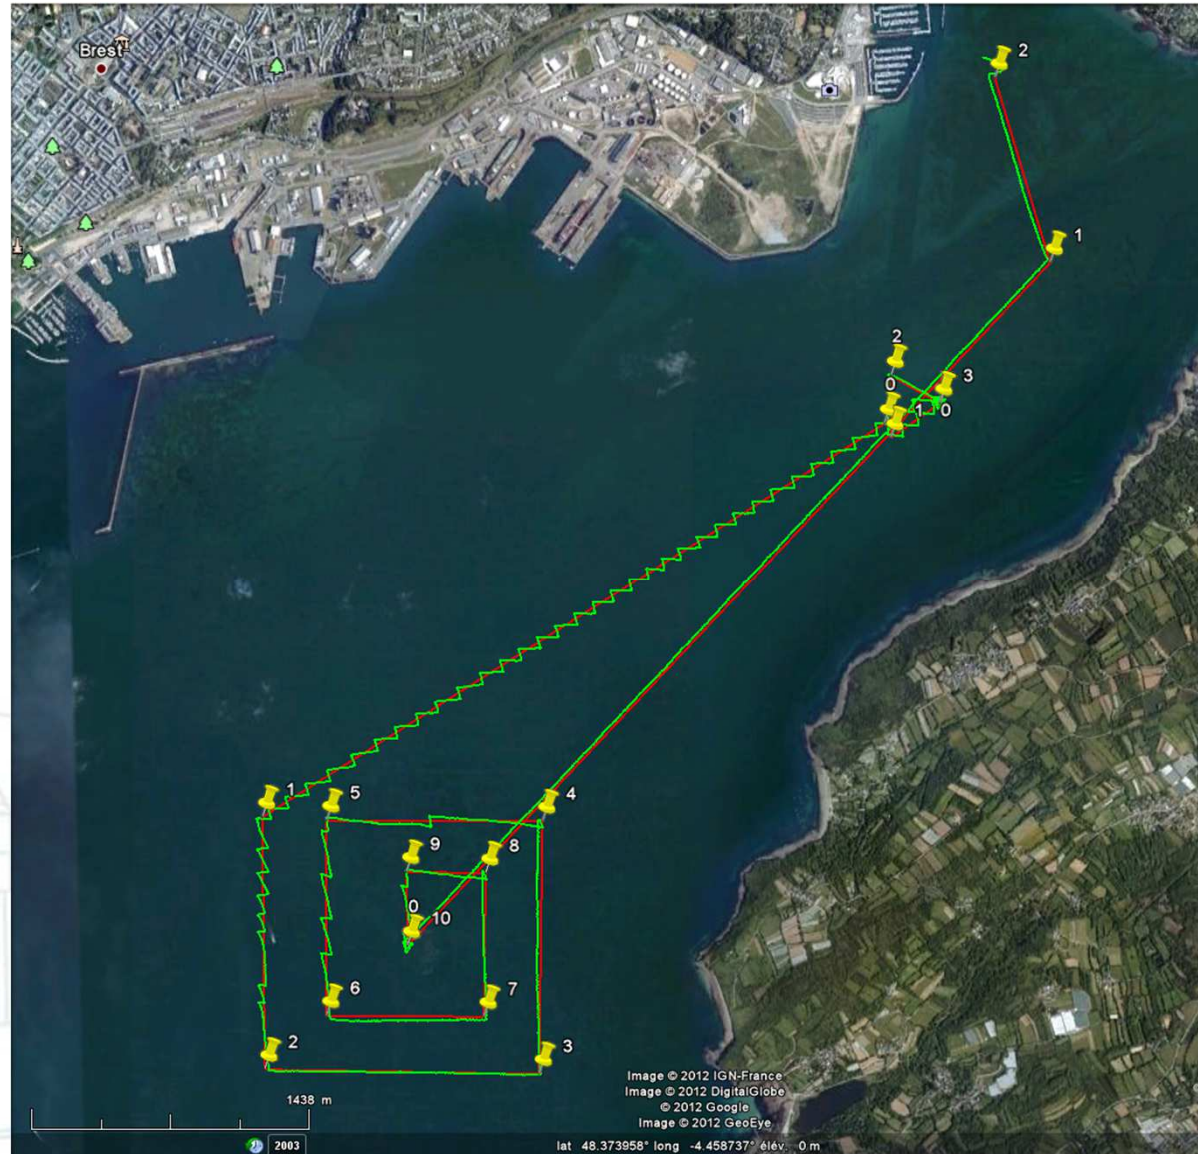 Brest
2
1
2
3
0
1
0
1
5
4
9
8
0
10
6
7
2
3
Image © 2012 IGN-France
Image © 2012 DigitalGlobe
© 2012 Google
Image © 2012 GeoEye
1438 m
2003
lat 48.373958° long -4.458737° élév. 0 m